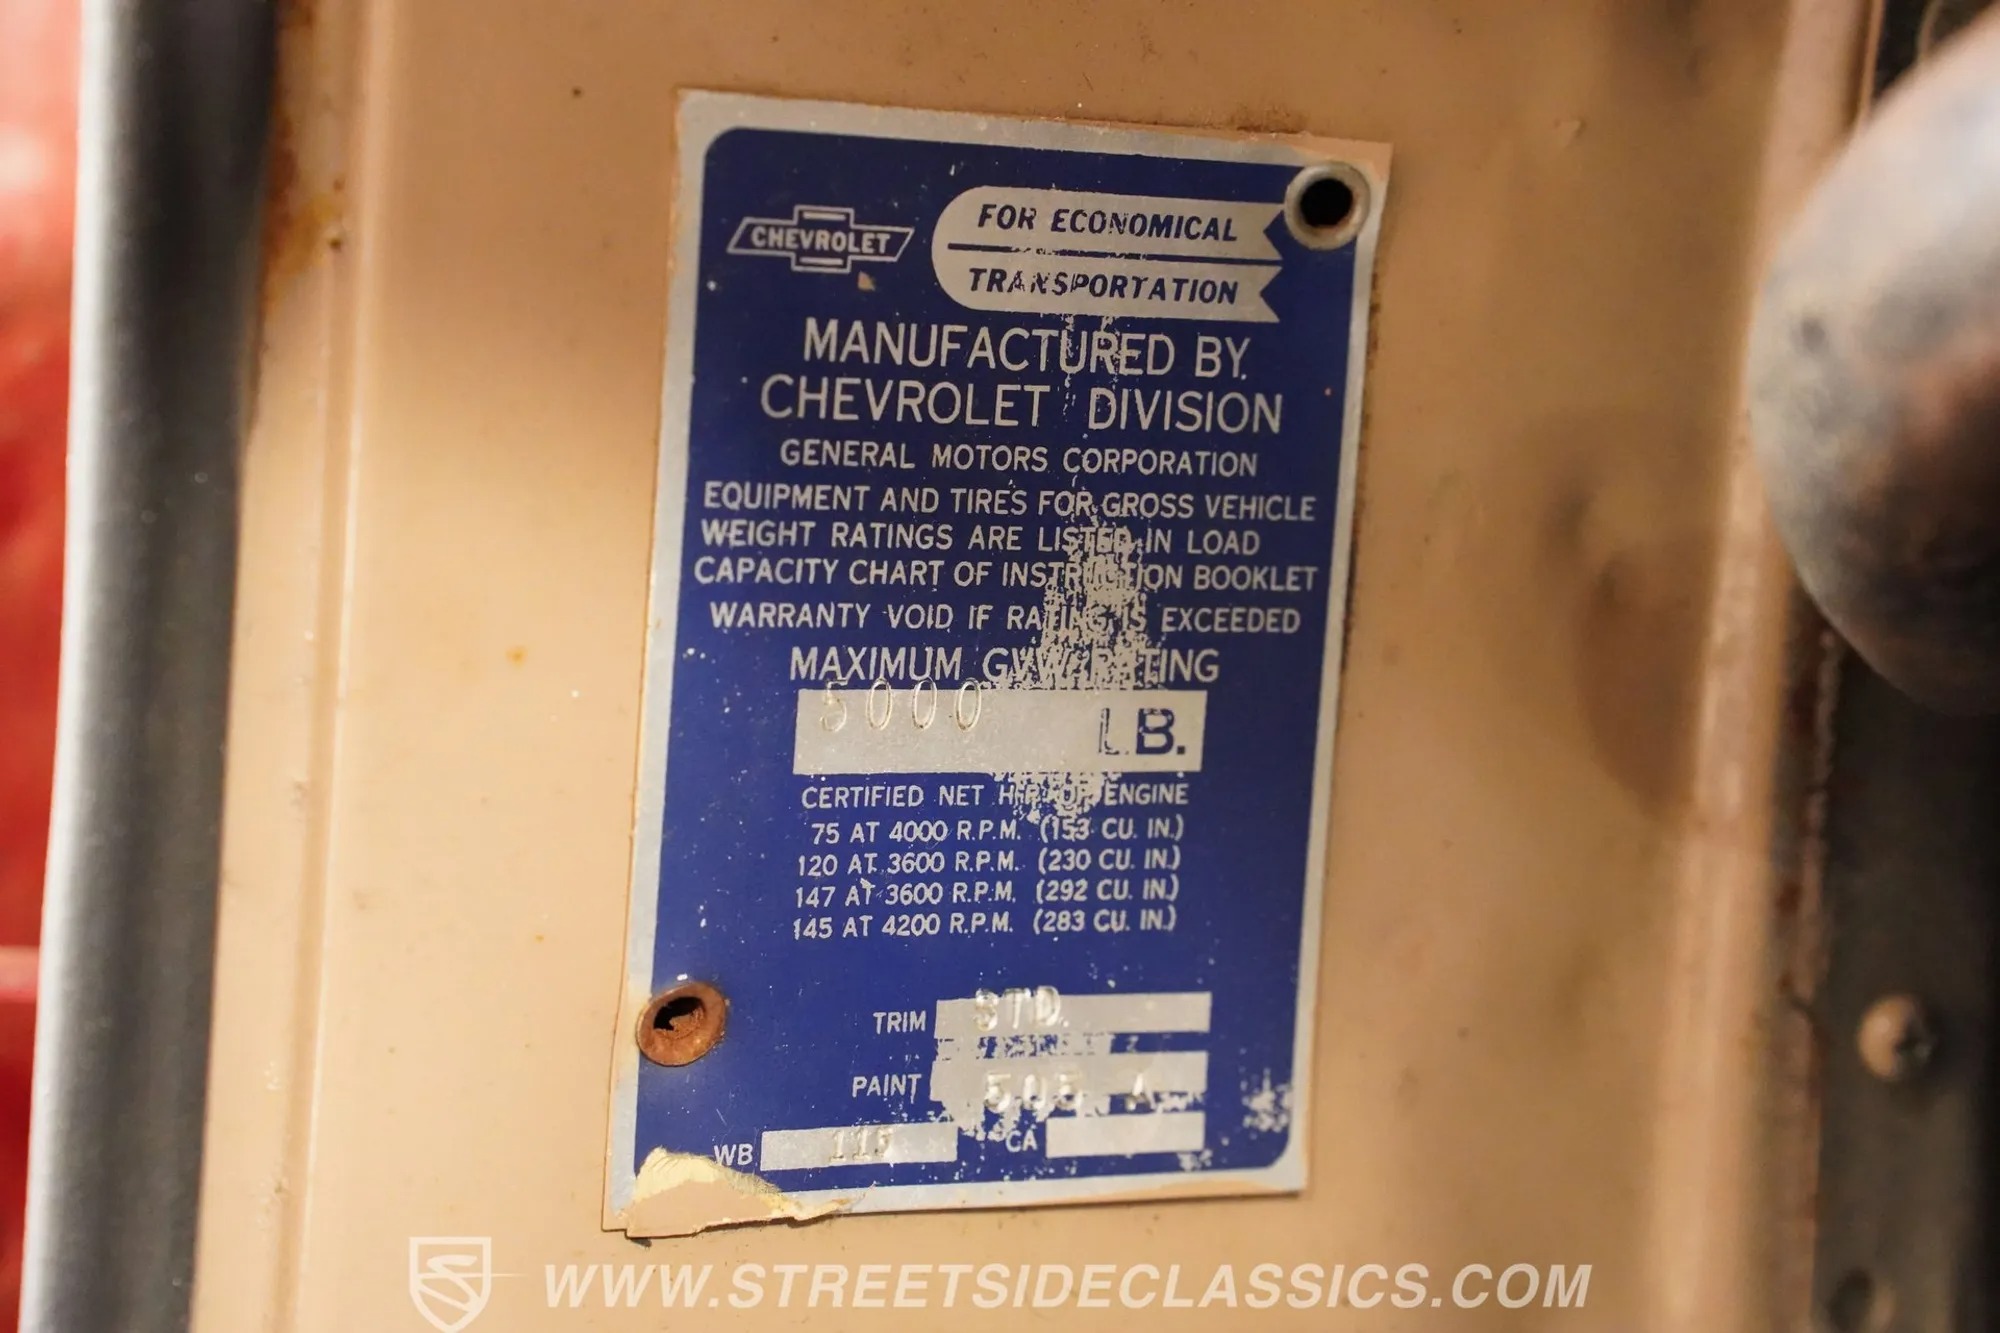 CHEVROLET
FOR ECONOMICAL
TRANSPORTATION
MANUFACTURED BY
CHEVROLET DIVISION
GENERAL MOTORS CORPORATION
EQUIPMENT AND TIRES FOR GROSS VEHICLE
WEIGHT RATINGS ARE LISTED IN LOAD
CAPACITY CHART OF INSTRUCTION BOOKLET
WARRANTY VOID IF RATING IS EXCEEDED
MAXIMUM GVW RATING
5000 LB.
CERTIFIED NET H.P. OF ENGINE
75 AT 4000 R.P.M. (153 CU. IN.)
120 AT 3600 R.P.M. (230 CU. IN.)
147 AT 3600 R.P.M. (292 CU. IN.)
145 AT 4200 R.P.M. (283 CU. IN.)
TRIM STD.
PAINT 505 A
WB 115 CA
WWW.STREETSIDECLASSICS.COM